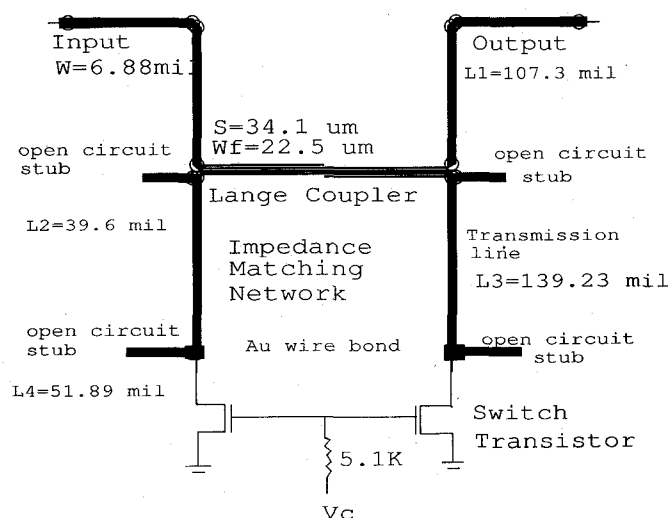 Input
Output
W=6.88mil
L1=107.3 mil
S=34.1 um
Wf=22.5 um
open circuit
stub
open circuit
stub
Lange Coupler
L2=39.6 mil
Impedance
Matching
Network
Transmission
line
L3=139.23 mil
open circuit
stub
Au wire bond
open circuit
stub
L4=51.89 mil
Switch
Transistor
5.1K
Vc